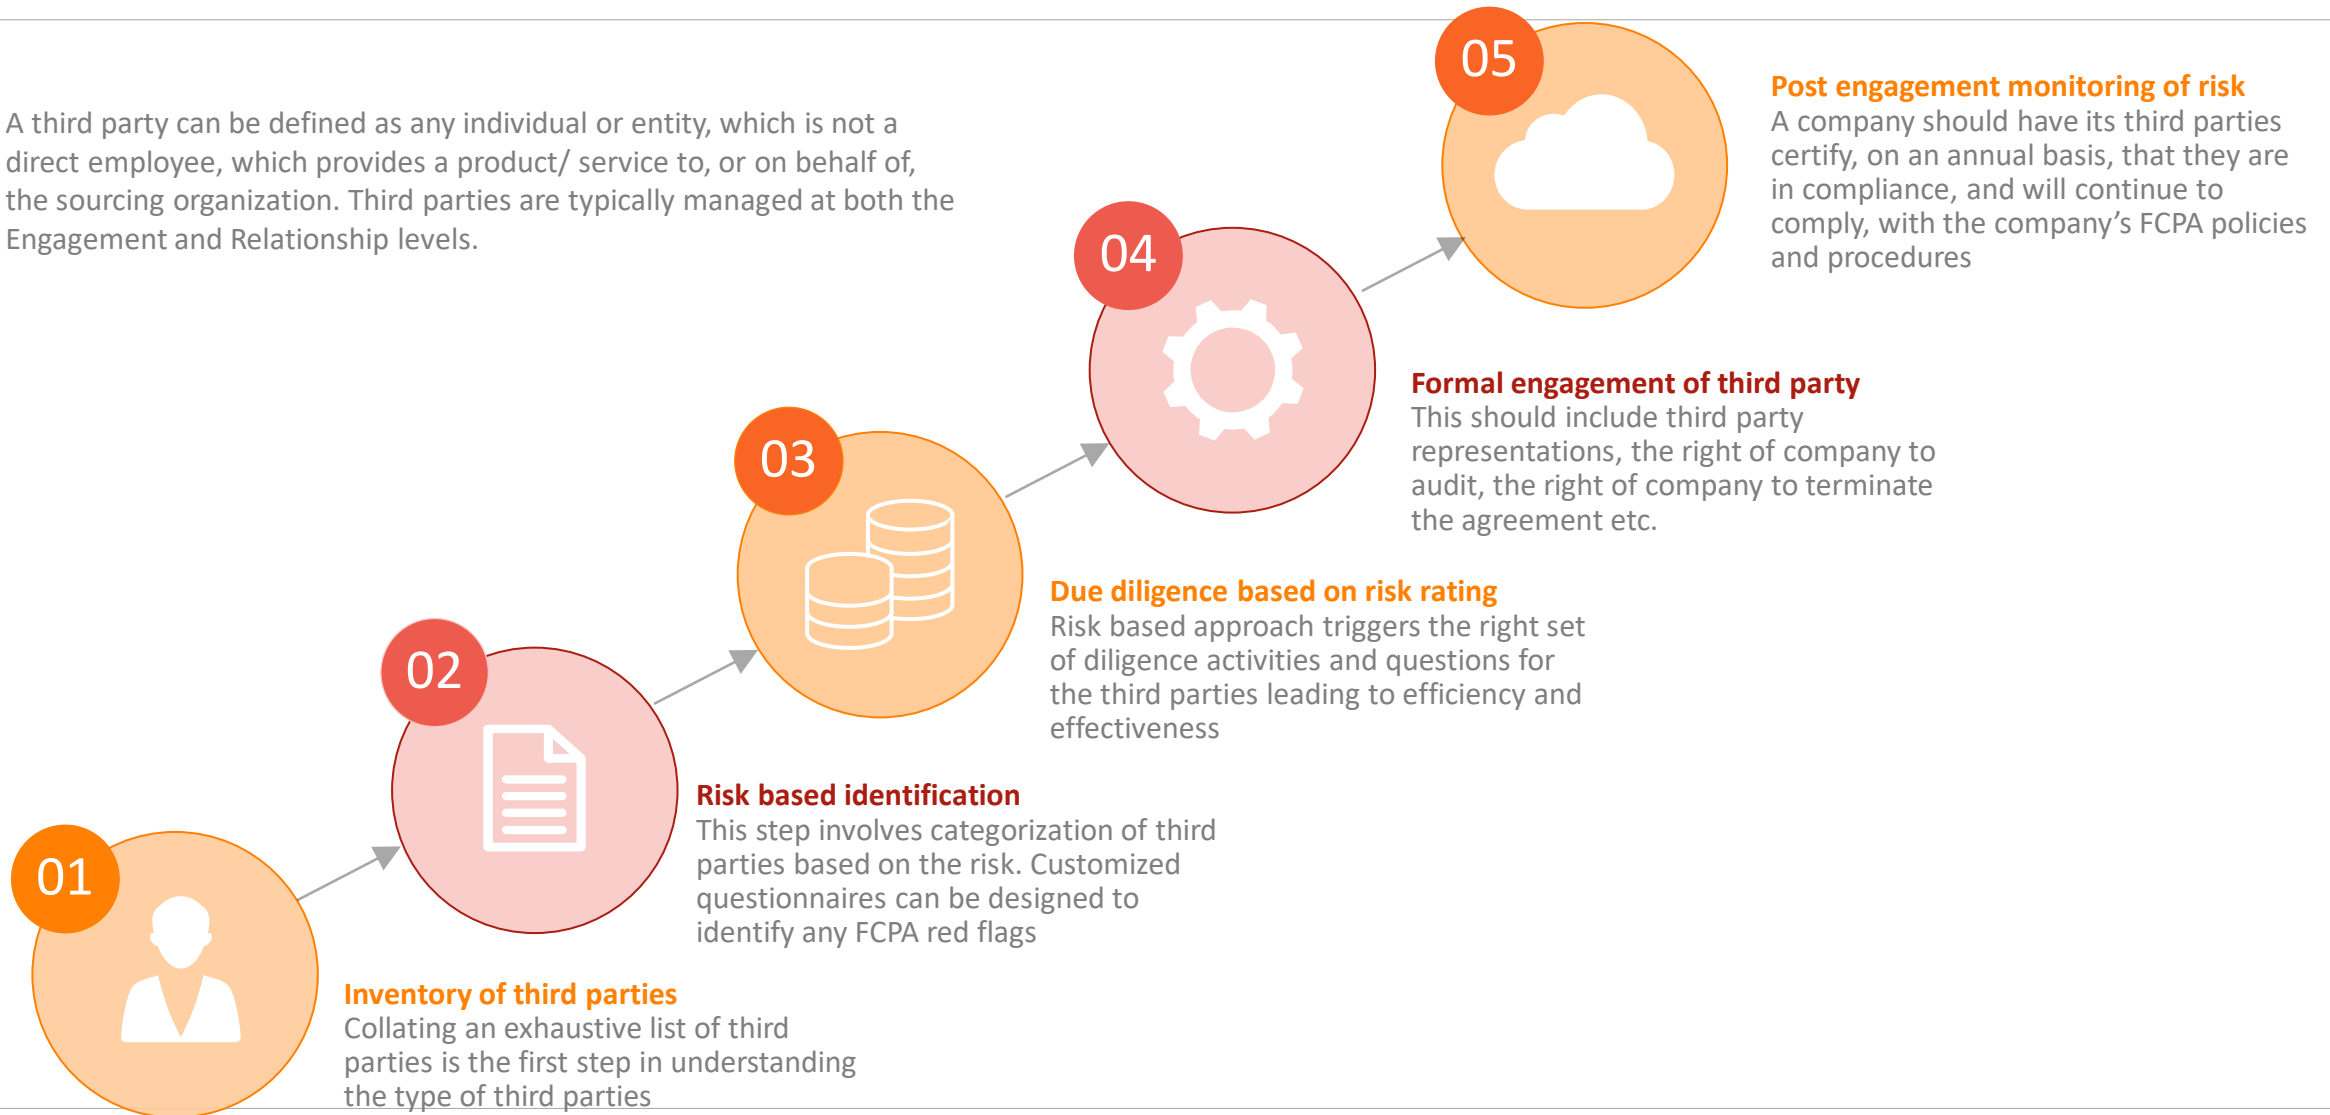 A third party can be defined as any individual or entity, which is not a
direct employee, which provides a product/ service to, or on behalf of,
the sourcing organization. Third parties are typically managed at both the
Engagement and Relationship levels.
01
Inventory of third parties
Collating an exhaustive list of third
parties is the first step in understanding
the type of third parties
02
Risk based identification
This step involves categorization of third
parties based on the risk. Customized
questionnaires can be designed to
identify any FCPA red flags
03
Due diligence based on risk rating
Risk based approach triggers the right set
of diligence activities and questions for
the third parties leading to efficiency and
effectiveness
04
Formal engagement of third party
This should include third party
representations, the right of company to
audit, the right of company to terminate
the agreement etc.
05
Post engagement monitoring of risk
A company should have its third parties
certify, on an annual basis, that they are
in compliance, and will continue to
comply, with the company’s FCPA policies
and procedures